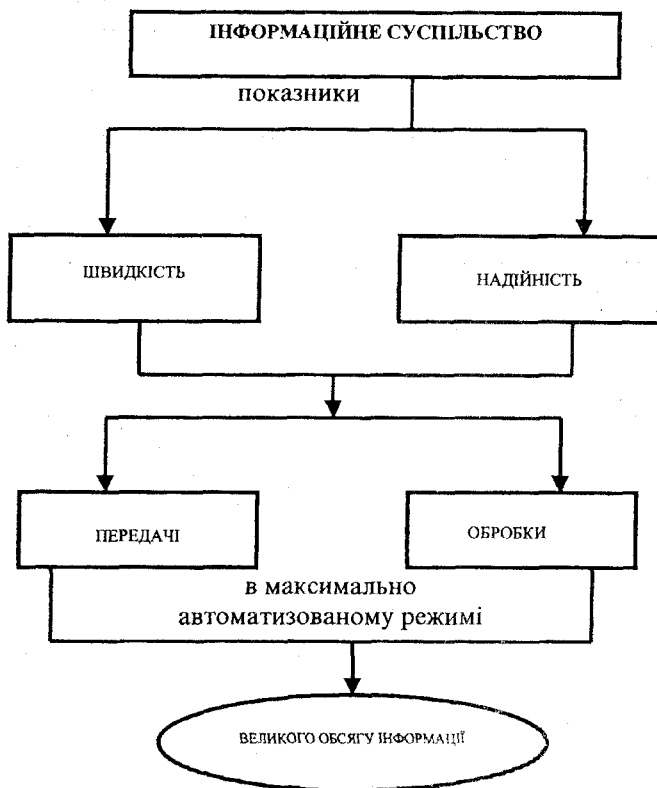 ІНФОРМАЦІЙНЕ СУСПІЛЬСТВО
показники
ШВИДКІСТЬ
НАДІЙНІСТЬ
ПЕРЕДАЧІ
ОБРОБКИ
в максимально
автоматизованому режимі
ВЕЛИКОГО ОБСЯГУ ІНФОРМАЦІЇ